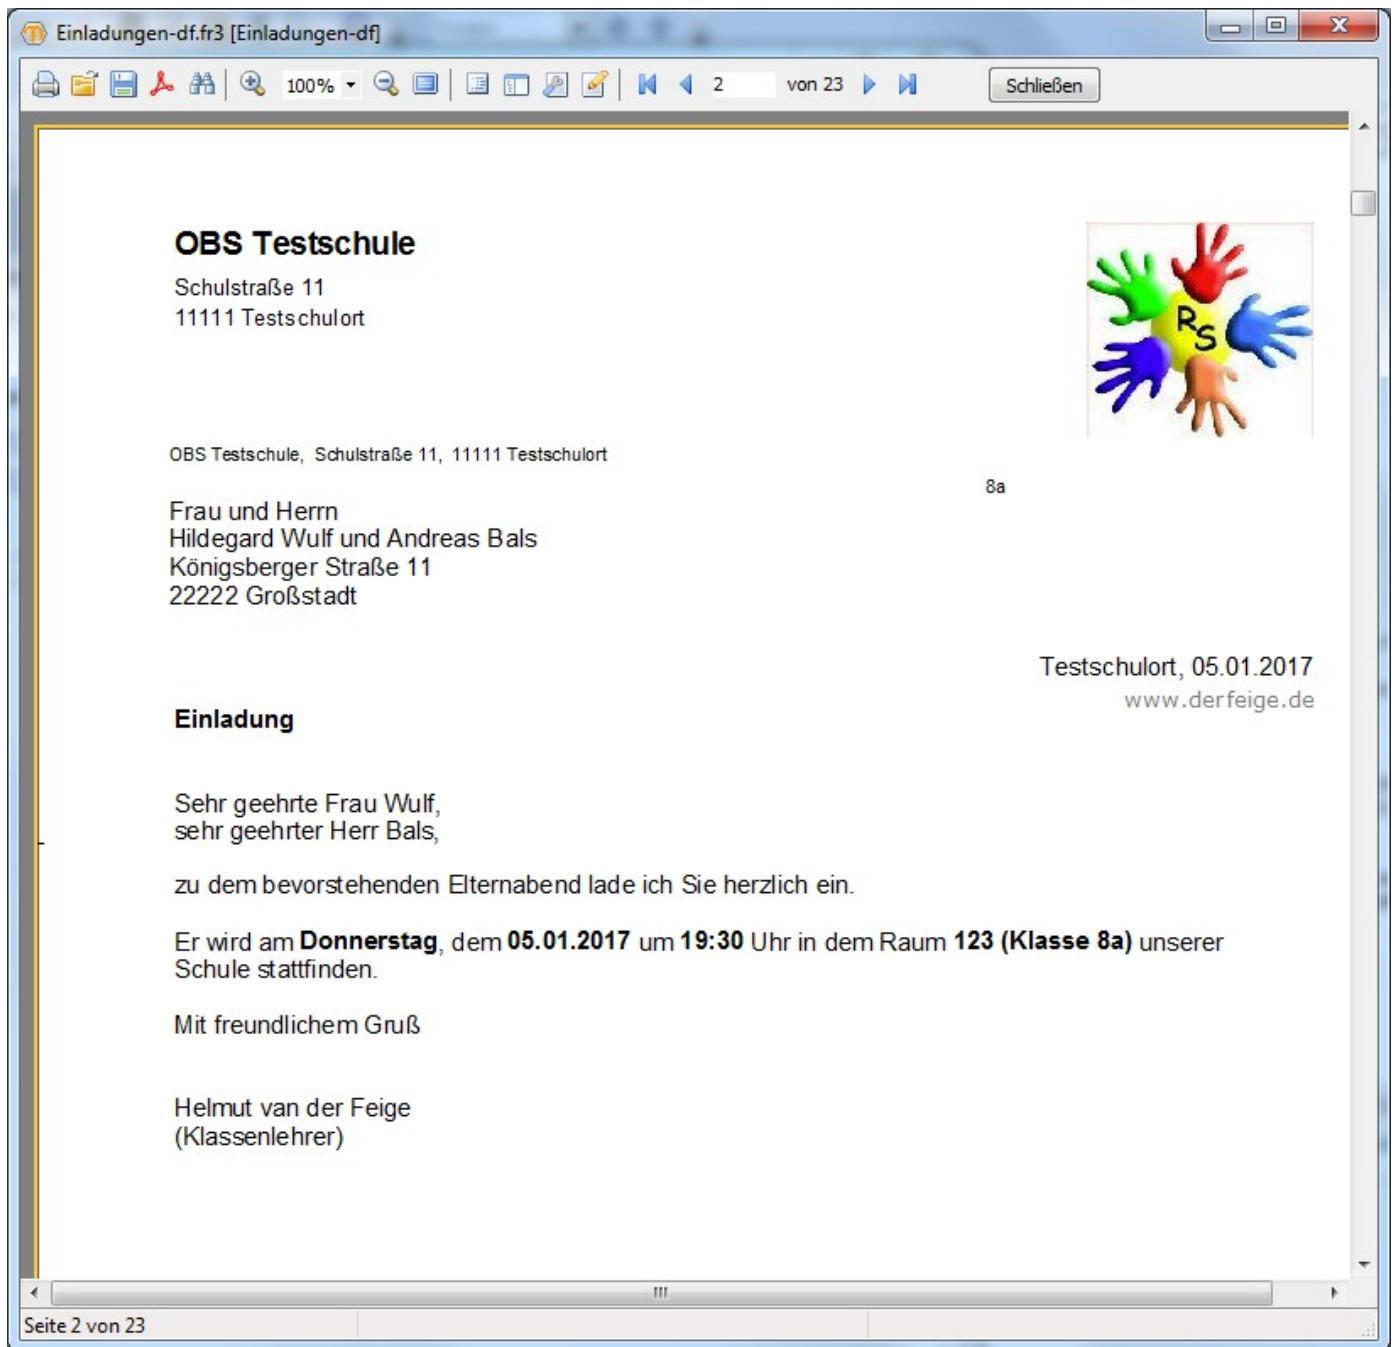 Einladungen-df.fr3 [Einladungen-df]
100% 2 von 23 Schließen
OBS Testschule
Schulstraße 11
11111 Testschulort
RS
OBS Testschule, Schulstraße 11, 11111 Testschulort
8a
Frau und Herrn
Hildegard Wulf und Andreas Bals
Königsberger Straße 11
22222 Großstadt
Testschulort, 05.01.2017
www.derfeige.de
Einladung
Sehr geehrte Frau Wulf,
sehr geehrter Herr Bals,
zu dem bevorstehenden Elternabend lade ich Sie herzlich ein.
Er wird am Donnerstag, dem 05.01.2017 um 19:30 Uhr in dem Raum 123 (Klasse 8a) unserer
Schule stattfinden.
Mit freundlichem Gruß
Helmut van der Feige
(Klassenlehrer)
Seite 2 von 23